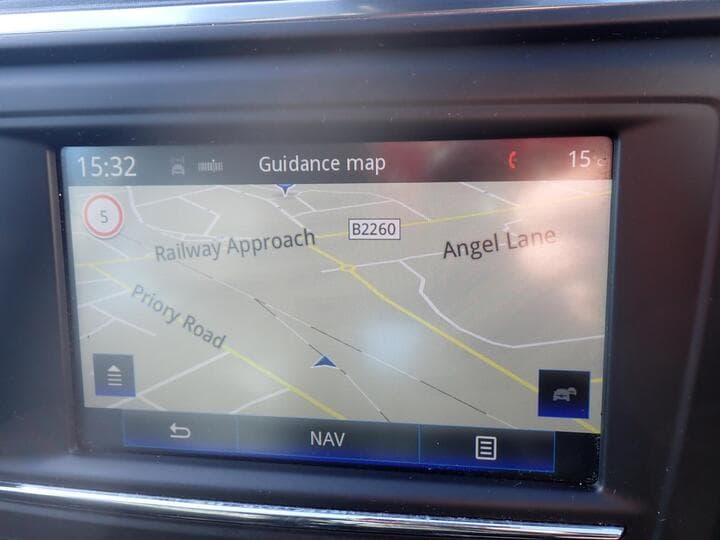 15:32 Guidance map 15°C
5
B2260
Railway Approach
Angel Lane
Priory Road
NAV